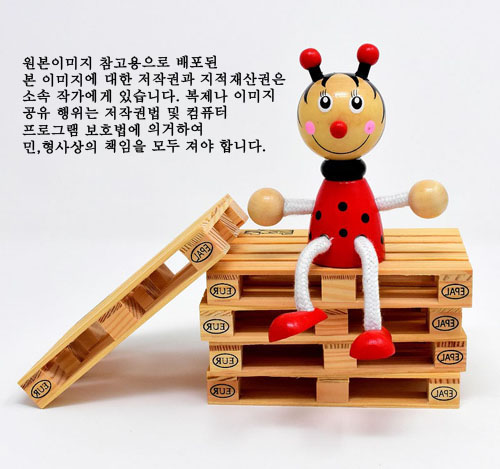 원본이미지 참고용으로 배포된
본 이미지에 대한 저작권과 지적재산권은
소속 작가에게 있습니다. 복제나 이미지
공유 행위는 저작권법 및 컴퓨터
프로그램 보호법에 의거하여
민,형사상의 책임을 모두 져야 합니다.
EPAL
EUR
EPAL
EUR
EPAL
EUR
EPAL
EUR
EPAL
EUR
EPAL